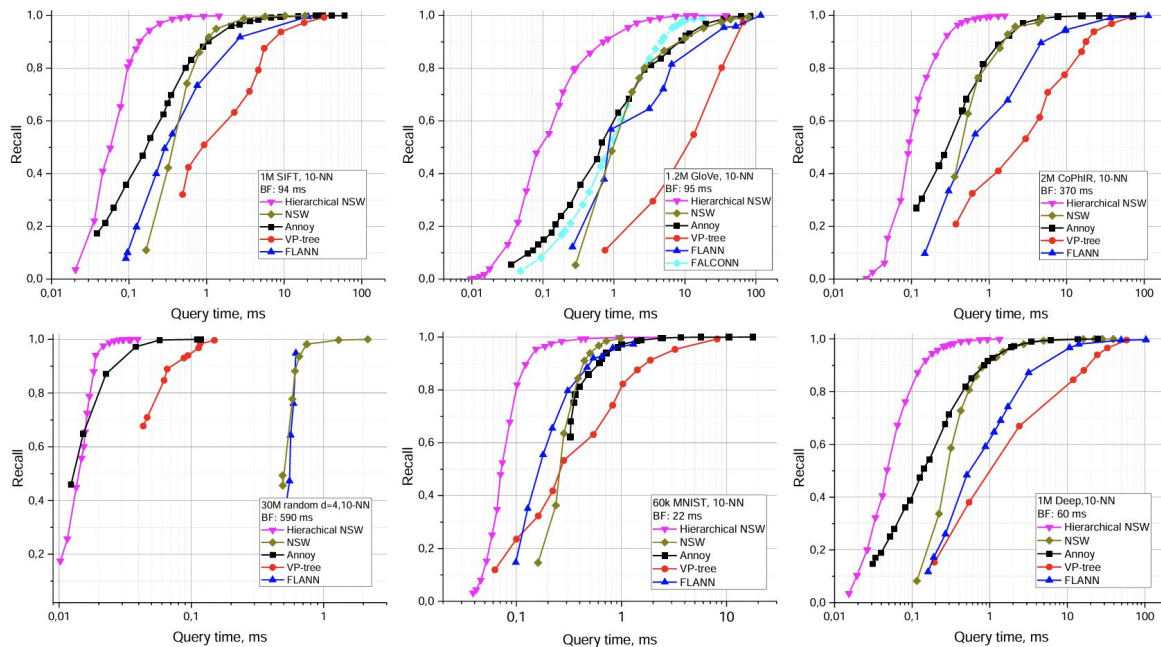 1,0
0,8
0,6
0,4
0,2
0,0
Recall
0,01 0,1 1 10 100
Query time, ms
1M SIFT, 10-NN
BF: 94 ms
Hierarchical NSW
NSW
Annoy
VP-tree
FLANN
1,0
0,8
0,6
0,4
0,2
0,0
Recall
0,01 0,1 1 10 100
Query time, ms
1.2M GloVe, 10-NN
BF: 95 ms
Hierarchical NSW
NSW
Annoy
VP-tree
FLANN
FALCONN
1,0
0,8
0,6
0,4
0,2
0,0
Recall
0,1 1 10 100
Query time, ms
2M CoPhIR, 10-NN
BF: 370 ms
Hierarchical NSW
NSW
Annoy
VP-tree
FLANN
1,0
0,8
0,6
0,4
0,2
Recall
0,01 0,1 1
Query time, ms
30M random d=4,10-NN
BF: 590 ms
Hierarchical NSW
NSW
Annoy
VP-tree
FLANN
1,0
0,8
0,6
0,4
0,2
0,0
Recall
0,1 1 10
Query time, ms
60k MNIST, 10-NN
BF: 22 ms
Hierarchical NSW
NSW
Annoy
VP-tree
FLANN
1,0
0,8
0,6
0,4
0,2
0,0
Recall
0,01 0,1 1 10 100
Query time, ms
1M Deep,10-NN
BF: 60 ms
Hierarchical NSW
NSW
Annoy
VP-tree
FLANN